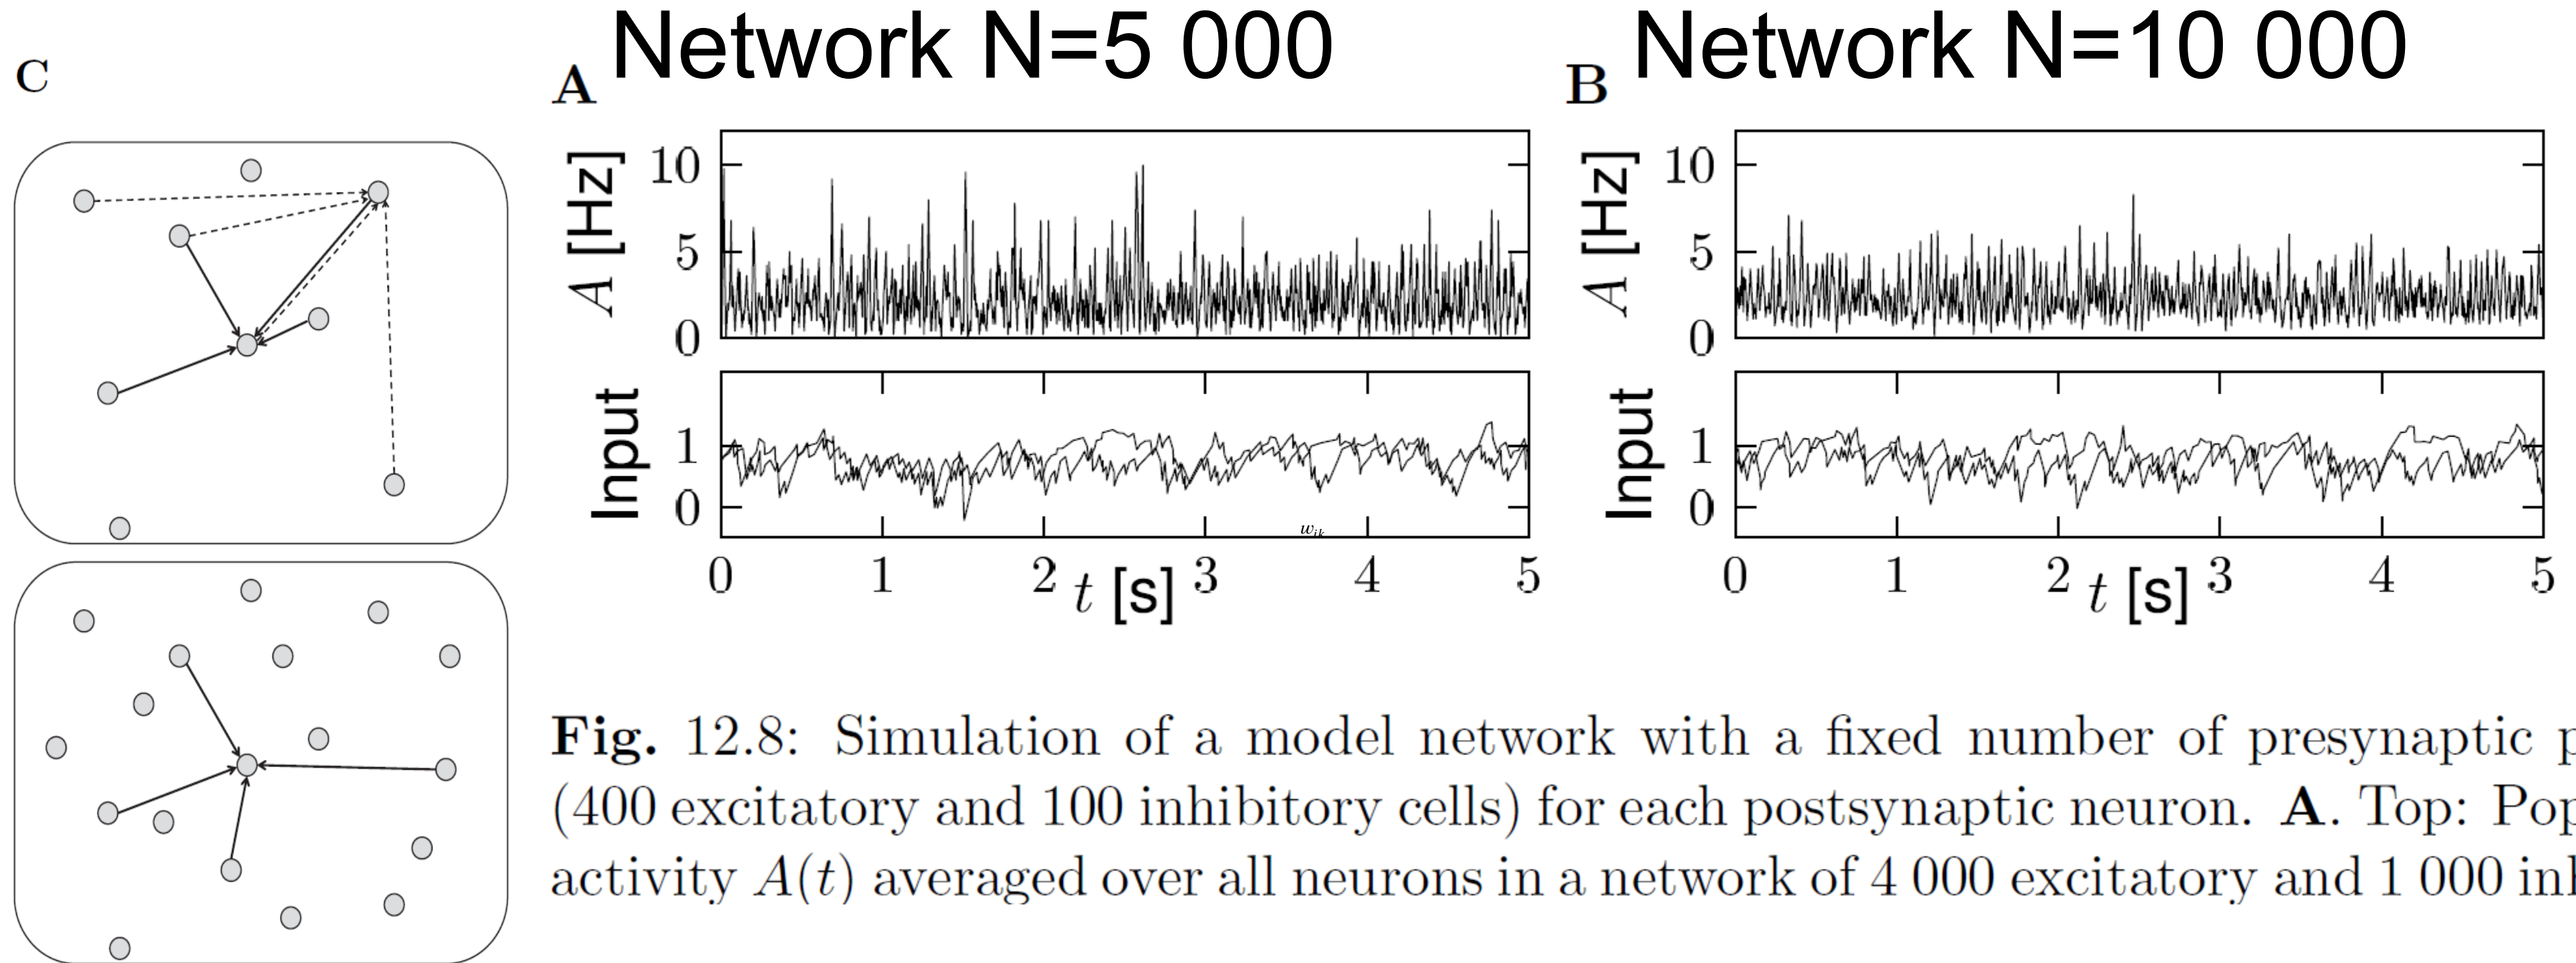 C
A Network N=5 000
B Network N=10 000
A [Hz]
10
5
0
Input
1
0
w_ik
0 1 2 3 4 5
t [s]
A [Hz]
10
5
0
Input
1
0
0 1 2 3 4 5
t [s]
Fig. 12.8: Simulation of a model network with a fixed number of presynaptic p
(400 excitatory and 100 inhibitory cells) for each postsynaptic neuron. A. Top: Pop
activity A(t) averaged over all neurons in a network of 4 000 excitatory and 1 000 inh